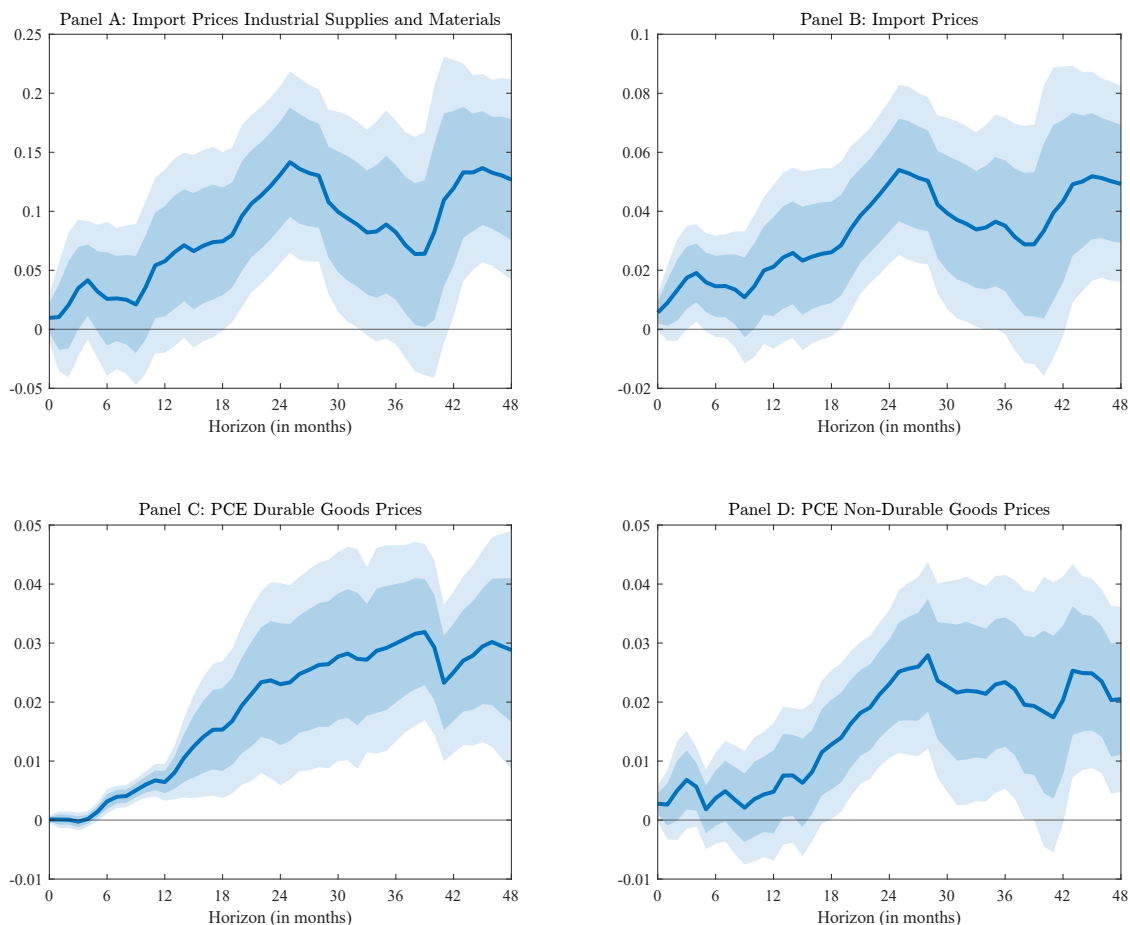 Panel A: Import Prices Industrial Supplies and Materials
0.25
0.2
0.15
0.1
0.05
0
-0.05
0 6 12 18 24 30 36 42 48
Horizon (in months)
Panel B: Import Prices
0.1
0.08
0.06
0.04
0.02
0
-0.02
0 6 12 18 24 30 36 42 48
Horizon (in months)
Panel C: PCE Durable Goods Prices
0.05
0.04
0.03
0.02
0.01
0
-0.01
0 6 12 18 24 30 36 42 48
Horizon (in months)
Panel D: PCE Non-Durable Goods Prices
0.05
0.04
0.03
0.02
0.01
0
-0.01
0 6 12 18 24 30 36 42 48
Horizon (in months)